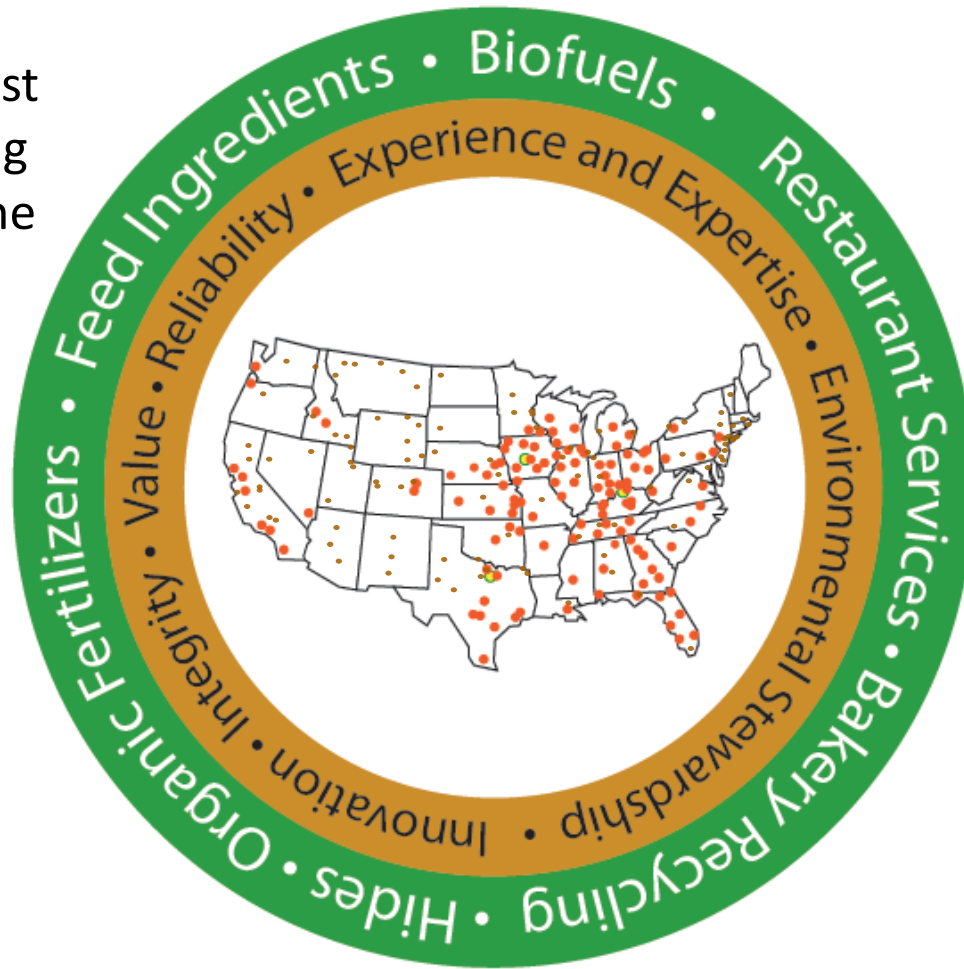 st
g
ne
Biofuels • Restaurant Services • Bakery Recycling • Hides • Organic Fertilizers • Feed Ingredients •
Experience and Expertise • Environmental Stewardship • Innovation • Integrity • Value • Reliability •